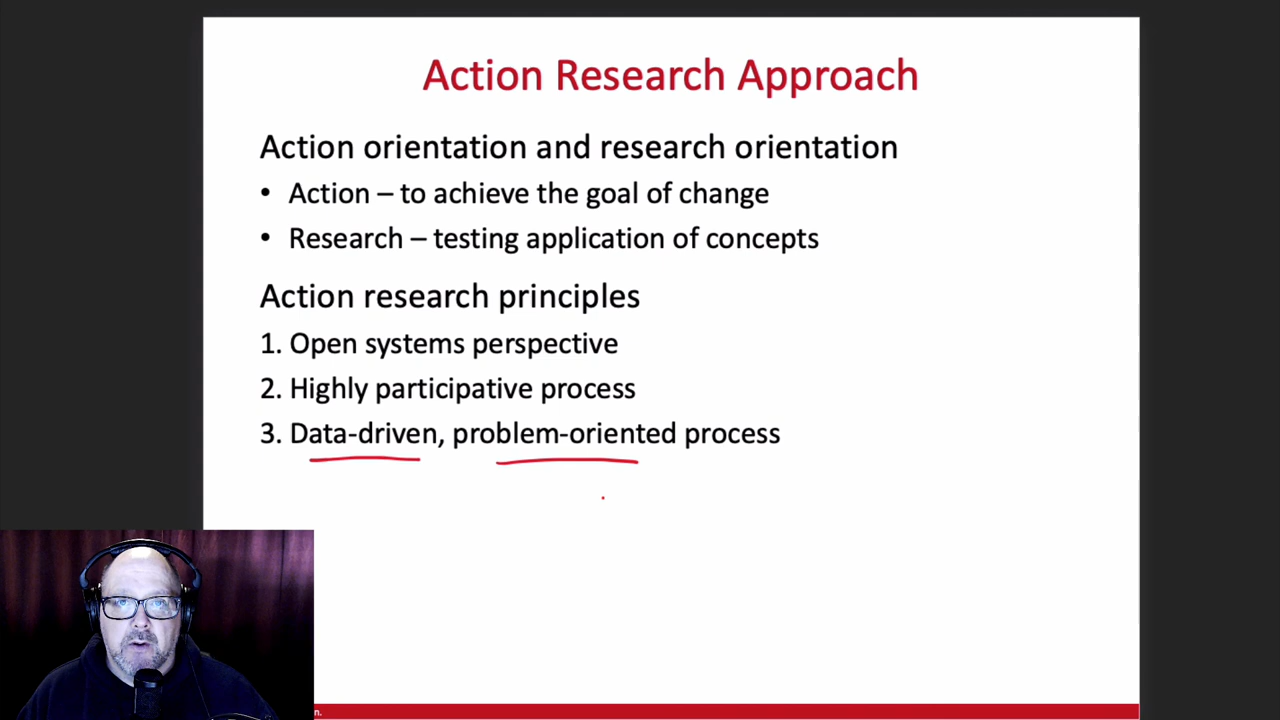 Action Research Approach
Action orientation and research orientation
• Action – to achieve the goal of change
• Research – testing application of concepts
Action research principles
1. Open systems perspective
2. Highly participative process
3. Data-driven, problem-oriented process
n.